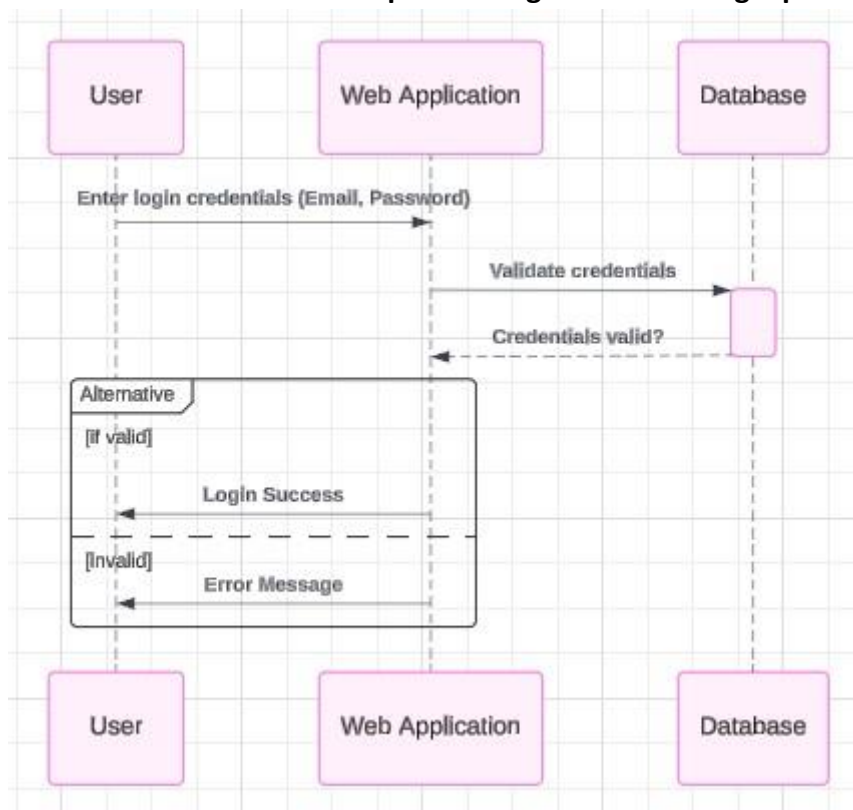 User
Web Application
Database
Enter login credentials (Email, Password)
Validate credentials
Credentials valid?
Alternative
[if valid]
Login Success
[Invalid]
Error Message
User
Web Application
Database